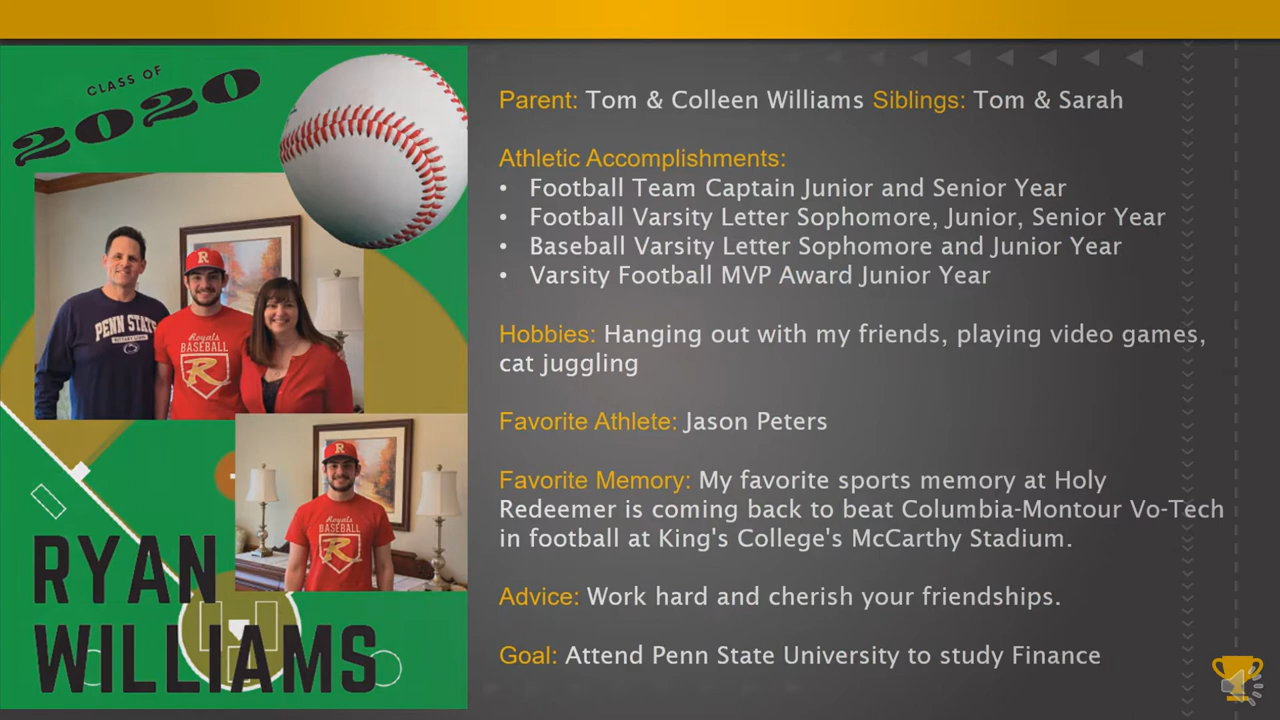 CLASS OF
2020
Parent: Tom & Colleen Williams Siblings: Tom & Sarah
Athletic Accomplishments:
• Football Team Captain Junior and Senior Year
• Football Varsity Letter Sophomore, Junior, Senior Year
• Baseball Varsity Letter Sophomore and Junior Year
• Varsity Football MVP Award Junior Year
Hobbies: Hanging out with my friends, playing video games,
cat juggling
Favorite Athlete: Jason Peters
Favorite Memory: My favorite sports memory at Holy
Redeemer is coming back to beat Columbia-Montour Vo-Tech
in football at King's College's McCarthy Stadium.
Advice: Work hard and cherish your friendships.
Goal: Attend Penn State University to study Finance
PENN STATE
R
Royals
BASEBALL
R
R
Royals
BASEBALL
R
RYAN
WILLIAMS